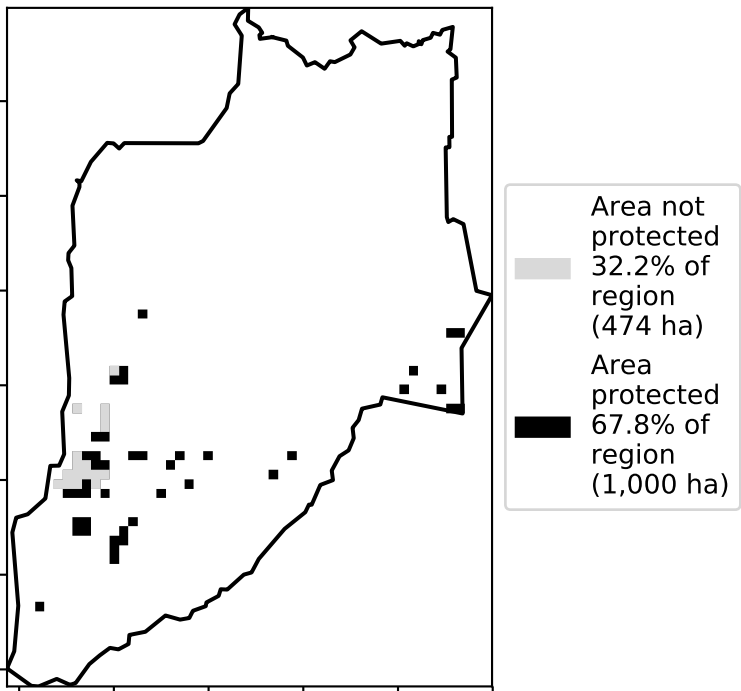 Area not
protected
32.2% of
region
(474 ha)
Area
protected
67.8% of
region
(1,000 ha)